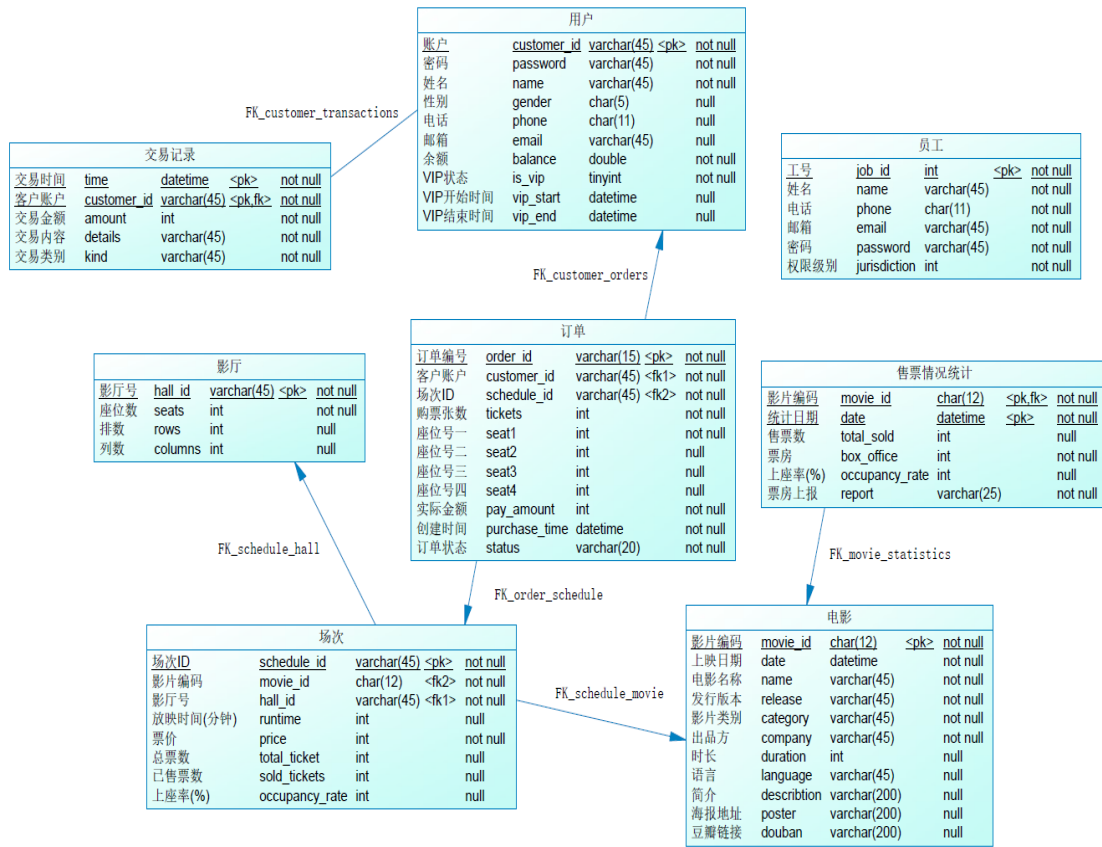 用户
账户 customer_id varchar(45) <pk> not null
密码 password varchar(45) not null
姓名 name varchar(45) not null
性别 gender char(5) null
电话 phone char(11) null
邮箱 email varchar(45) null
余额 balance double not null
VIP状态 is_vip tinyint not null
VIP开始时间 vip_start datetime null
VIP结束时间 vip_end datetime null
FK_customer_transactions
交易记录
交易时间 time datetime <pk> not null
客户账户 customer_id varchar(45) <pk,fk> not null
交易金额 amount int not null
交易内容 details varchar(45) not null
交易类别 kind varchar(45) not null
员工
工号 job_id int <pk> not null
姓名 name varchar(45) not null
电话 phone char(11) not null
邮箱 email varchar(45) not null
密码 password varchar(45) not null
权限级别 jurisdiction int not null
FK_customer_orders
订单
订单编号 order_id varchar(15) <pk> not null
客户账户 customer_id varchar(45) <fk1> not null
场次ID schedule_id varchar(45) <fk2> not null
购票张数 tickets int not null
座位号一 seat1 int not null
座位号二 seat2 int null
座位号三 seat3 int null
座位号四 seat4 int null
实际金额 pay_amount int not null
创建时间 purchase_time datetime not null
订单状态 status varchar(20) not null
影厅
影厅号 hall_id varchar(45) <pk> not null
座位数 seats int not null
排数 rows int null
列数 columns int null
售票情况统计
影片编码 movie_id char(12) <pk,fk> not null
统计日期 date datetime <pk> not null
售票数 total_sold int null
票房 box_office int not null
上座率(%) occupancy_rate int null
票房上报 report varchar(25) not null
FK_schedule_hall
FK_order_schedule
FK_movie_statistics
场次
场次ID schedule_id varchar(45) <pk> not null
影片编码 movie_id char(12) <fk2> not null
影厅号 hall_id varchar(45) <fk1> not null
放映时间(分钟) runtime int null
票价 price int not null
总票数 total_ticket int null
已售票数 sold_tickets int null
上座率(%) occupancy_rate int null
FK_schedule_movie
电影
影片编码 movie_id char(12) <pk> not null
上映日期 date datetime not null
电影名称 name varchar(45) not null
发行版本 release varchar(45) not null
影片类别 category varchar(45) not null
出品方 company varchar(45) not null
时长 duration int null
语言 language varchar(45) null
简介 describtion varchar(200) null
海报地址 poster varchar(200) null
豆瓣链接 douban varchar(200) null